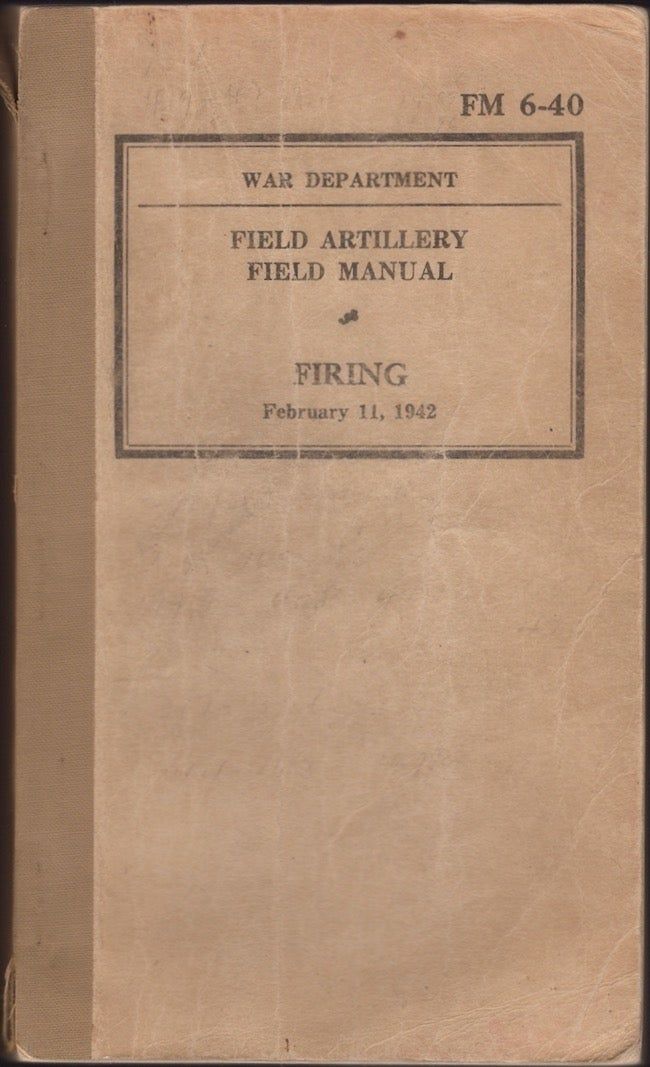 FM 6-40
WAR DEPARTMENT
FIELD ARTILLERY
FIELD MANUAL
FIRING
February 11, 1942